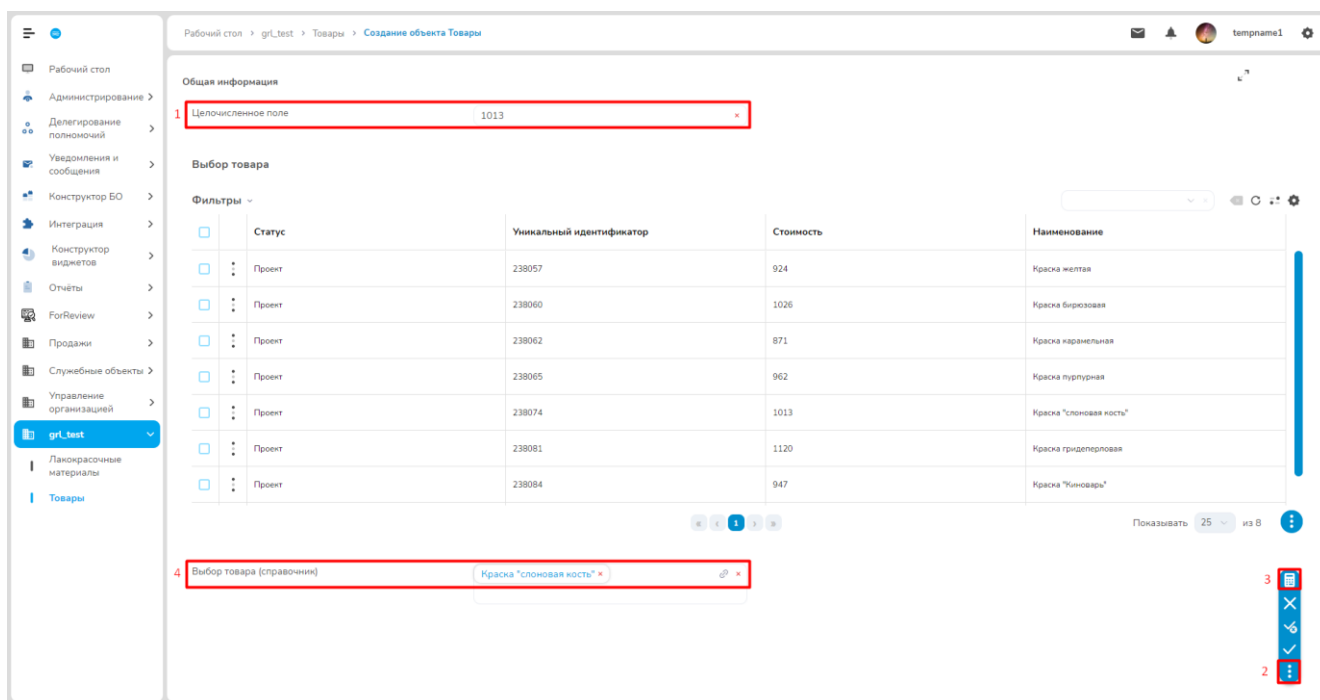 Рабочий стол > grl_test > Товары > Создание объекта Товары
tempname1
Рабочий стол
Администрирование
Делегирование
полномочий
Уведомления и
сообщения
Конструктор БО
Интеграция
Конструктор
виджетов
Отчёты
ForReview
Продажи
Служебные объекты
Управление
организацией
grl_test
Лакокрасочные
материалы
Товары
Общая информация
1 Целочисленное поле 1013
Выбор товара
Фильтры
Статус Уникальный идентификатор Стоимость Наименование
Проект 238057 924 Краска желтая
Проект 238060 1026 Краска бирюзовая
Проект 238062 871 Краска карамельная
Проект 238065 962 Краска пурпурная
Проект 238074 1013 Краска "слоновая кость"
Проект 238081 1120 Краска гридеперловая
Проект 238084 947 Краска "Киноварь"
« ‹ 1 › » Показывать 25 из 8
4 Выбор товара (справочник) Краска "слоновая кость"
3
2